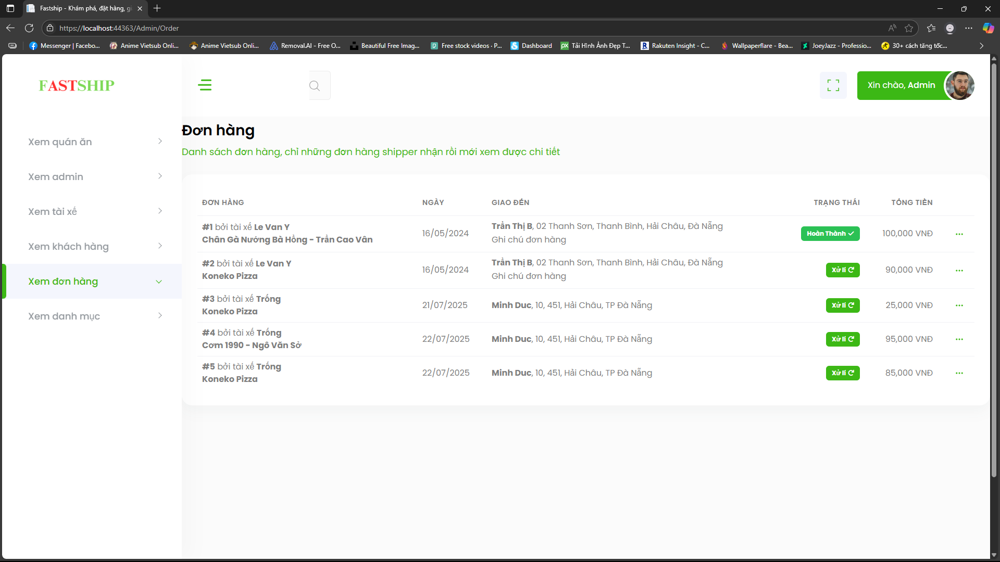 Fastship - Khám phá, đặt hàng, gi
https://localhost:44363/Admin/Order
Messenger | Facebo...
Anime Vietsub Onli...
Anime Vietsub Onli...
Removal.AI - Free O...
Beautiful Free Imag...
Free stock videos · P...
Dashboard
Tải Hình Ảnh Đẹp T...
Rakuten Insight - C...
Wallpaperflare - Bea...
JoeyJazz - Professio...
30+ cách tăng tốc...
FASTSHIP
Xin chào, Admin
Xem quán ăn
Xem admin
Xem tài xế
Xem khách hàng
Xem đơn hàng
Xem danh mục
Đơn hàng
Danh sách đơn hàng, chỉ những đơn hàng shipper nhận rồi mới xem được chi tiết
ĐƠN HÀNG NGÀY GIAO ĐẾN TRẠNG THÁI TỔNG TIỀN
#1 bởi tài xế Le Van Y
Chân Gà Nướng Bà Hồng - Trần Cao Vân
16/05/2024
Trần Thị B, 02 Thanh Sơn, Thanh Bình, Hải Châu, Đà Nẵng
Ghi chú đơn hàng
Hoàn Thành
100,000 VNĐ
#2 bởi tài xế Le Van Y
Koneko Pizza
16/05/2024
Trần Thị B, 02 Thanh Sơn, Thanh Bình, Hải Châu, Đà Nẵng
Ghi chú đơn hàng
Xử lí
90,000 VNĐ
#3 bởi tài xế Trống
Koneko Pizza
21/07/2025
Minh Duc, 10, 451, Hải Châu, TP Đà Nẵng
Xử lí
25,000 VNĐ
#4 bởi tài xế Trống
Cơm 1990 - Ngô Văn Sở
22/07/2025
Minh Duc, 10, 451, Hải Châu, TP Đà Nẵng
Xử lí
95,000 VNĐ
#5 bởi tài xế Trống
Koneko Pizza
22/07/2025
Minh Duc, 10, 451, Hải Châu, TP Đà Nẵng
Xử lí
85,000 VNĐ